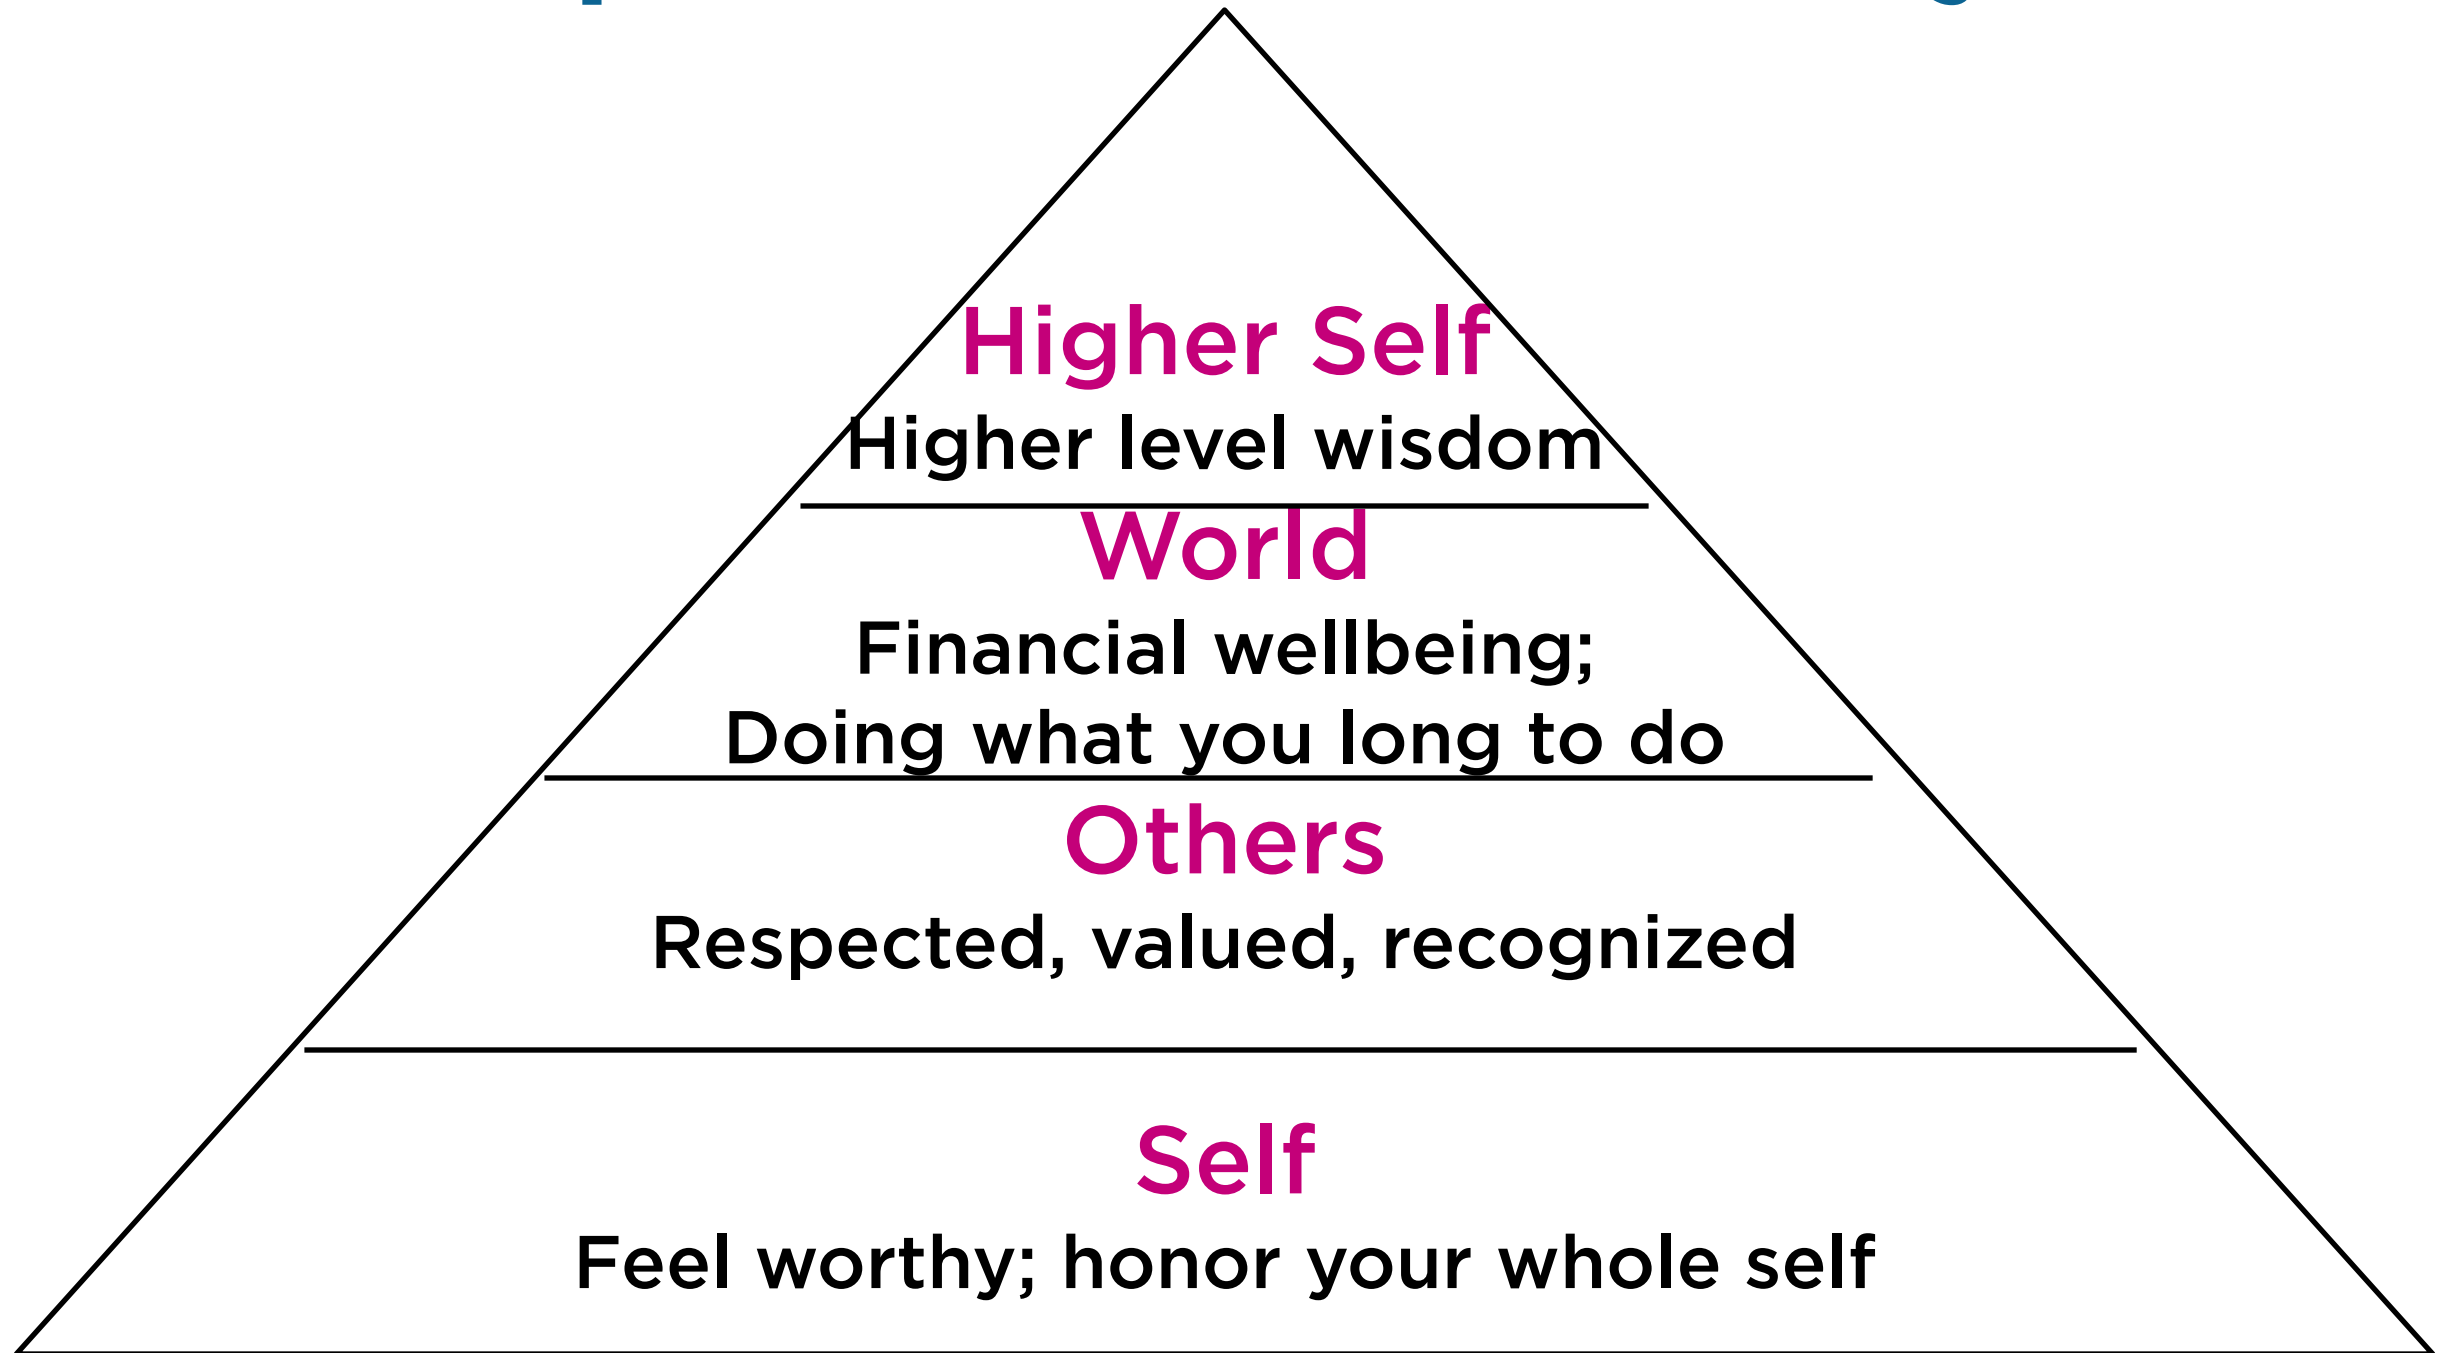 Higher Self
Higher level wisdom
World
Financial wellbeing;
Doing what you long to do
Others
Respected, valued, recognized
Self
Feel worthy; honor your whole self